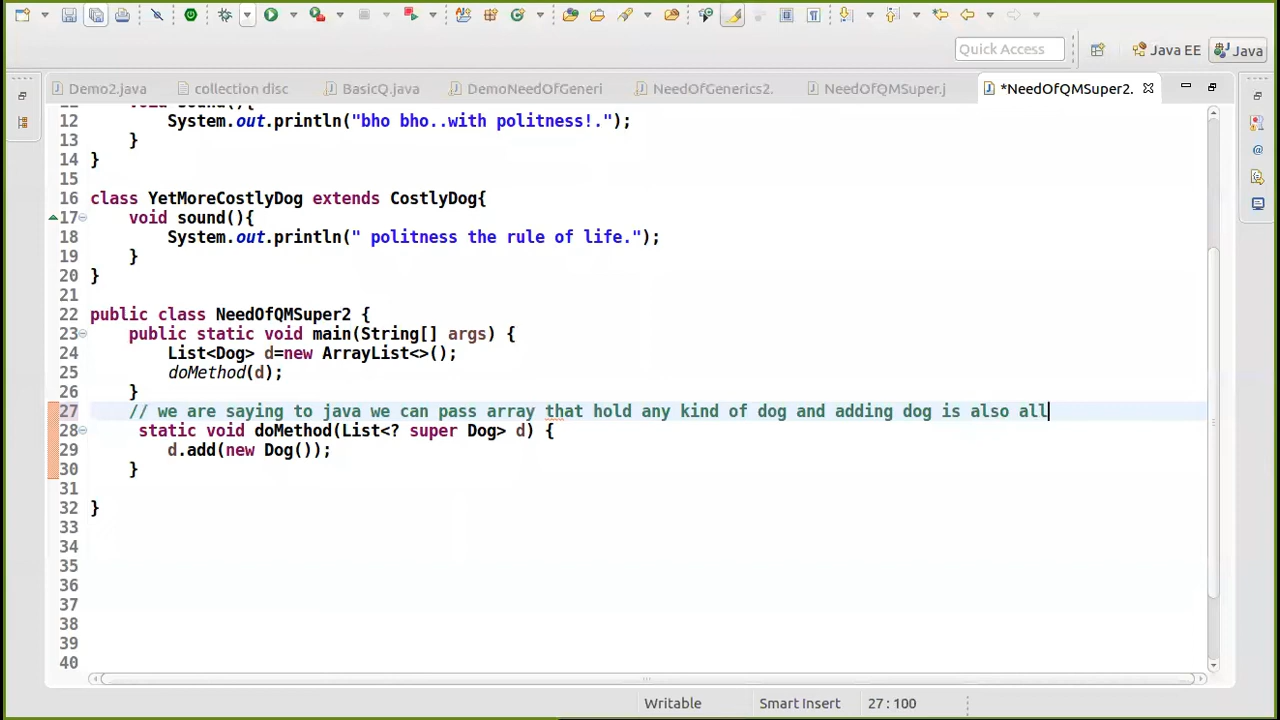 Quick Access
Java EE
Java
Demo2.java
collection disc
BasicQ.java
DemoNeedOfGeneri
NeedOfGenerics2.
NeedOfQMSuper.j
*NeedOfQMSuper2.
12 System.out.println("bho bho..with politness!.");
13 }
14 }
15
16 class YetMoreCostlyDog extends CostlyDog{
17 void sound(){
18 System.out.println(" politness the rule of life.");
19 }
20 }
21
22 public class NeedOfQMSuper2 {
23 public static void main(String[] args) {
24 List<Dog> d=new ArrayList<>();
25 doMethod(d);
26 }
27 // we are saying to java we can pass array that hold any kind of dog and adding dog is also all
28 static void doMethod(List<? super Dog> d) {
29 d.add(new Dog());
30 }
31
32 }
33
34
35
36
37
38
39
40
Writable
Smart Insert
27 : 100